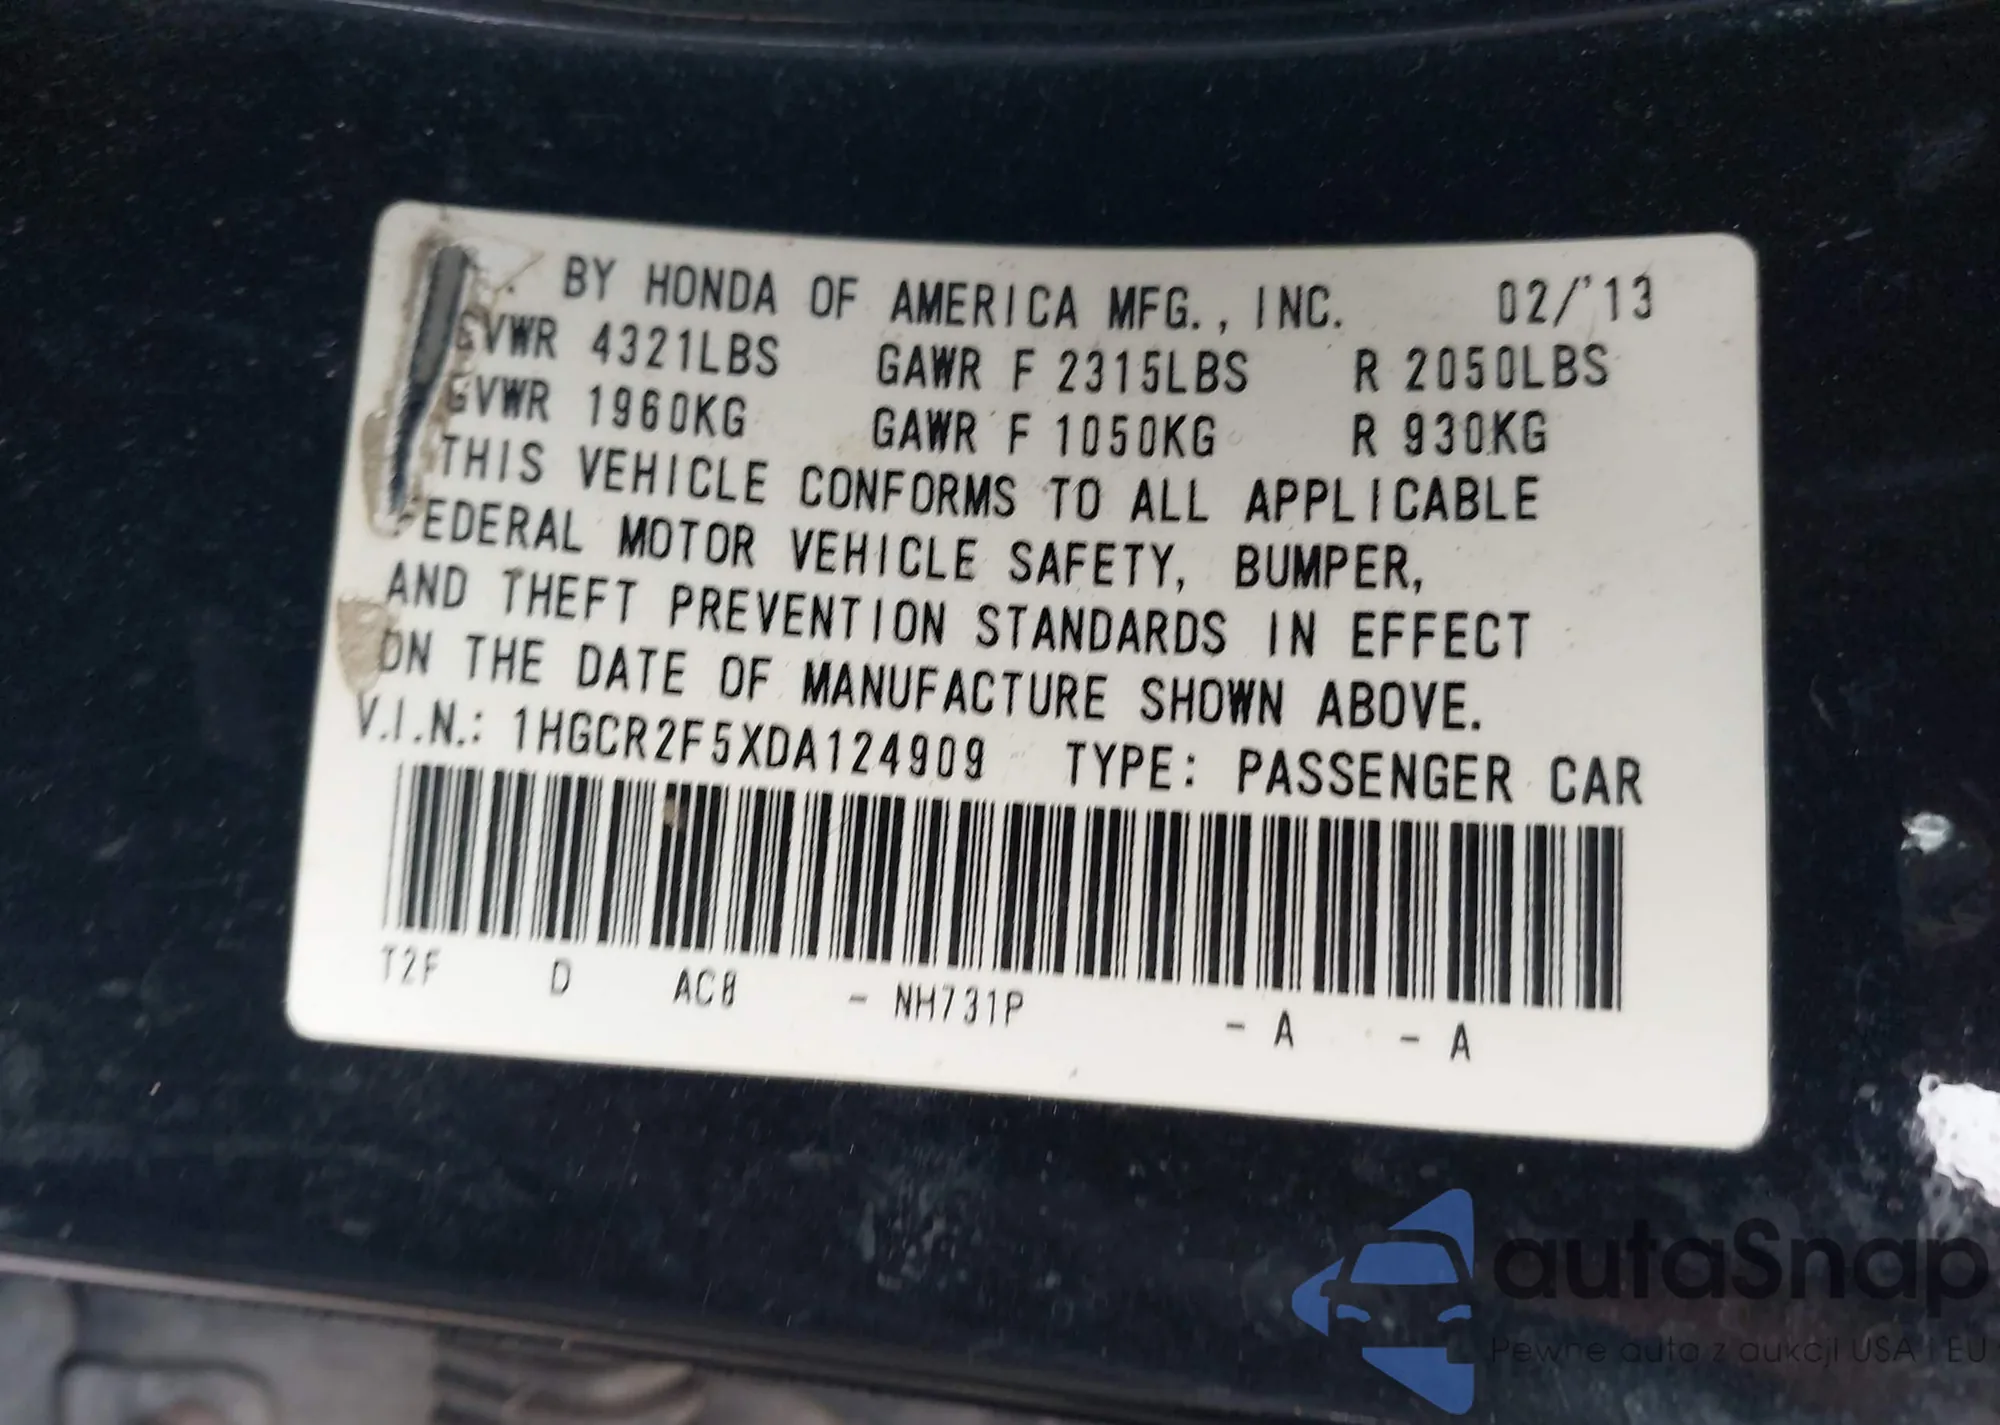 . BY HONDA OF AMERICA MFG., INC. 02/'13
GVWR 4321LBS GAWR F 2315LBS R 2050LBS
GVWR 1960KG GAWR F 1050KG R 930KG
THIS VEHICLE CONFORMS TO ALL APPLICABLE
FEDERAL MOTOR VEHICLE SAFETY, BUMPER,
AND THEFT PREVENTION STANDARDS IN EFFECT
ON THE DATE OF MANUFACTURE SHOWN ABOVE.
V.I.N.: 1HGCR2F5XDA124909 TYPE: PASSENGER CAR
T2F D AC8 - NH731P - A - A
autaSnap
Pewne auta z aukcji USA i EU